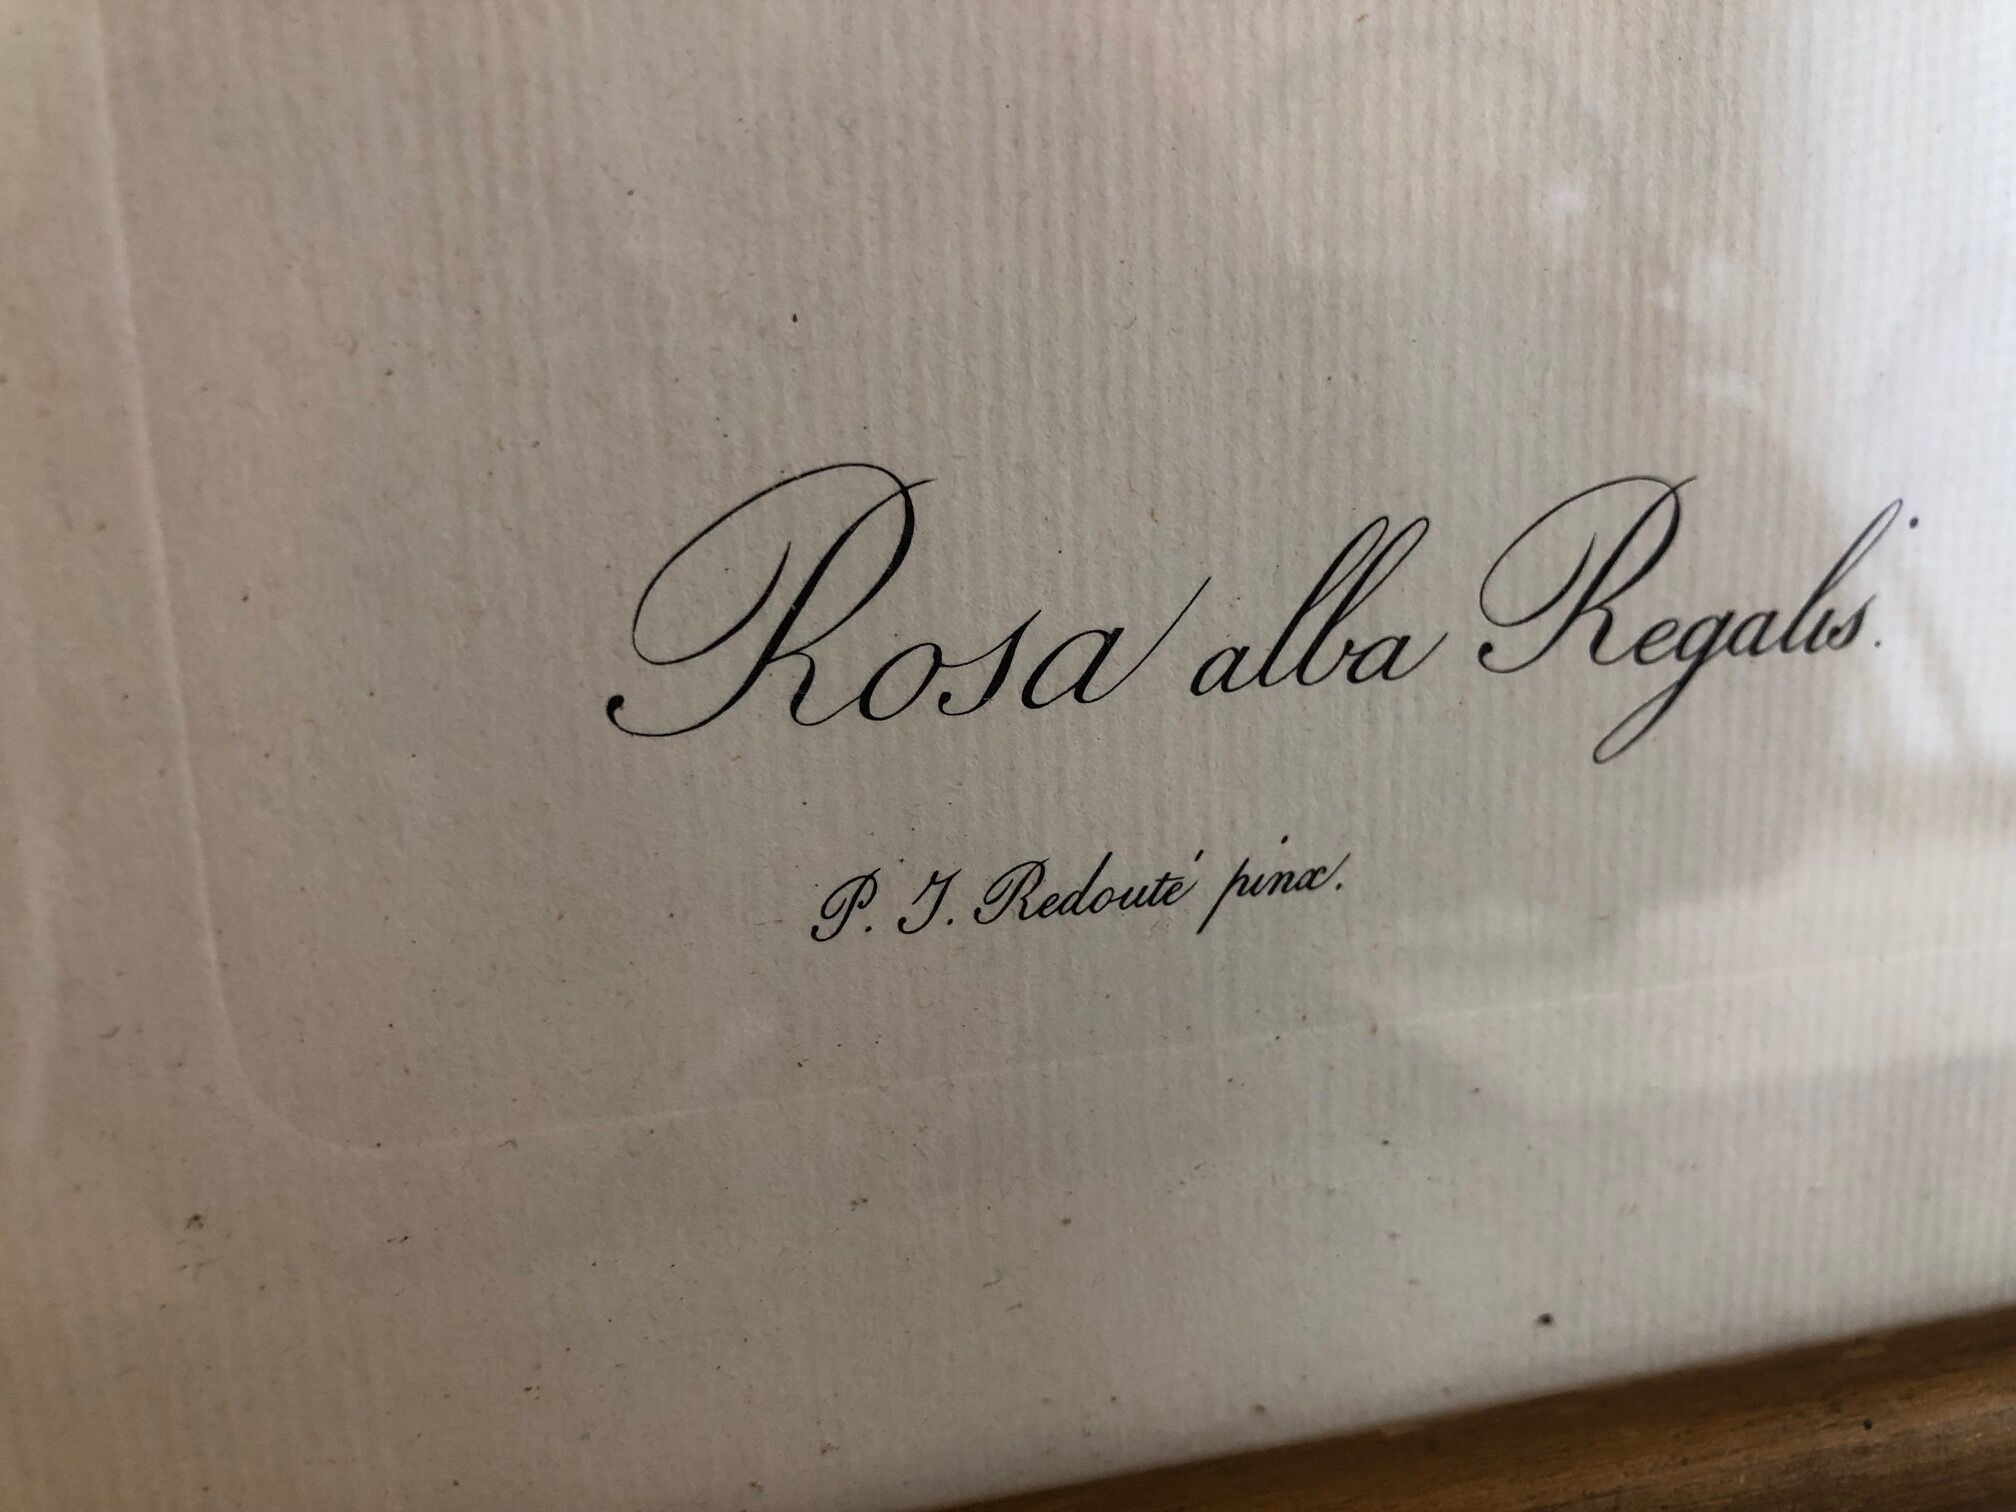 Rosa alba Regalis.
P. J. Redouté pinx.